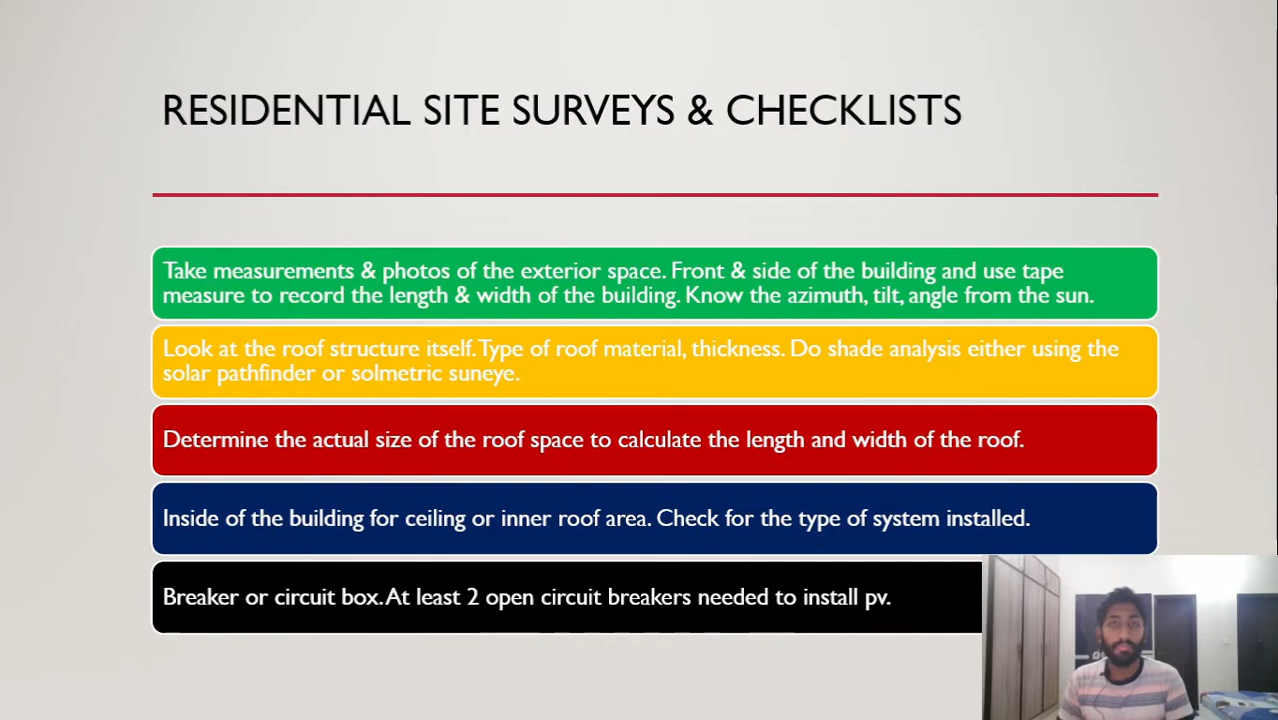 RESIDENTIAL SITE SURVEYS & CHECKLISTS
Take measurements & photos of the exterior space. Front & side of the building and use tape
measure to record the length & width of the building. Know the azimuth, tilt, angle from the sun.
Look at the roof structure itself. Type of roof material, thickness. Do shade analysis either using the
solar pathfinder or solmetric suneye.
Determine the actual size of the roof space to calculate the length and width of the roof.
Inside of the building for ceiling or inner roof area. Check for the type of system installed.
Breaker or circuit box. At least 2 open circuit breakers needed to install pv.